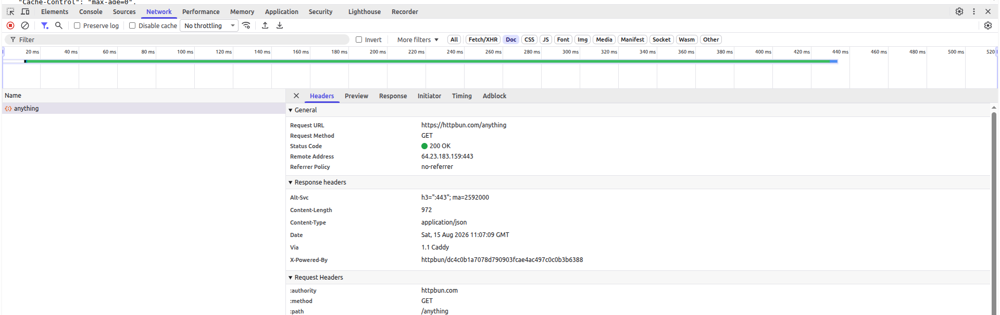 "Cache-Control": "max-age=0",
Elements Console Sources Network Performance Memory Application Security Lighthouse Recorder
Preserve log Disable cache No throttling
Filter Invert More filters All Fetch/XHR Doc CSS JS Font Img Media Manifest Socket Wasm Other
20 ms 40 ms 60 ms 80 ms 100 ms 120 ms 140 ms 160 ms 180 ms 200 ms 220 ms 240 ms 260 ms 280 ms 300 ms 320 ms 340 ms 360 ms 380 ms 400 ms 420 ms 440 ms 460 ms 480 ms 500 ms 520
Name Headers Preview Response Initiator Timing Adblock
anything
General
Request URL https://httpbun.com/anything
Request Method GET
Status Code 200 OK
Remote Address 64.23.183.159:443
Referrer Policy no-referrer
Response headers
Alt-Svc h3=":443"; ma=2592000
Content-Length 972
Content-Type application/json
Date Sat, 15 Aug 2026 11:07:09 GMT
Via 1.1 Caddy
X-Powered-By httpbun/dc4c0b1a7078d790903fcae4ac497c0c0b3b6388
Request Headers
:authority httpbun.com
:method GET
:path /anything